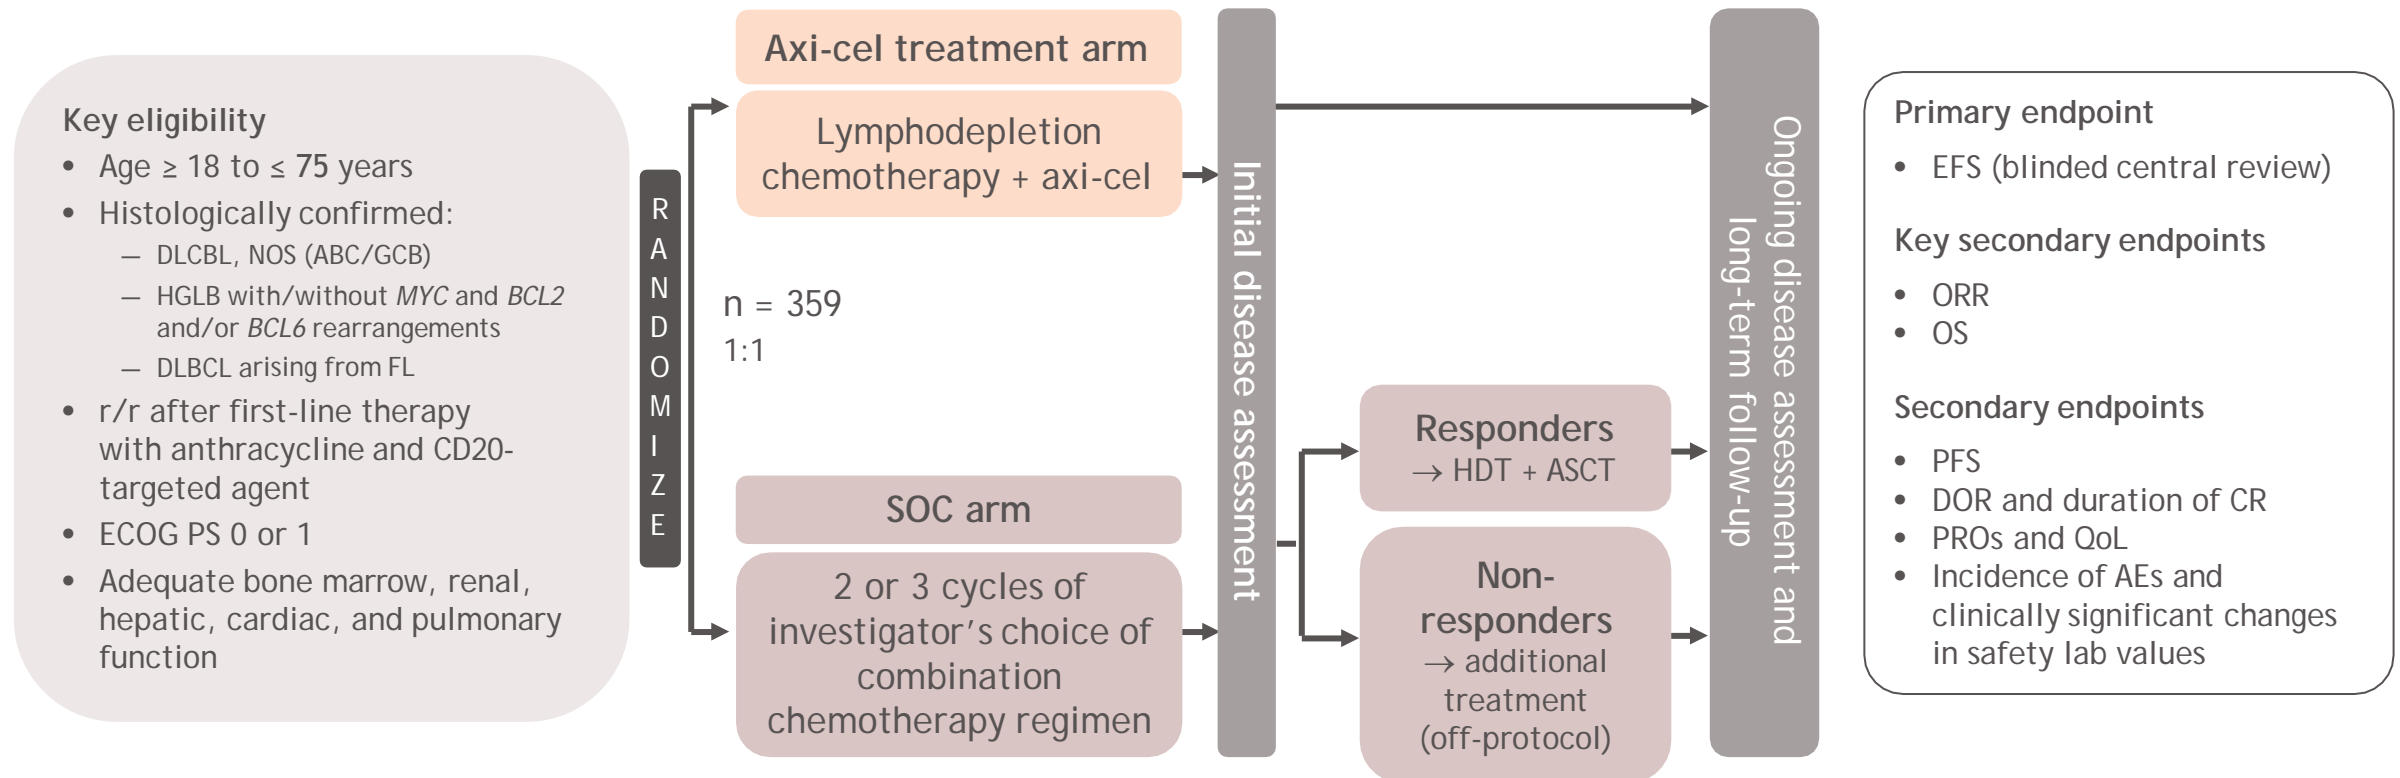 Key eligibility
• Age ≥ 18 to ≤ 75 years
• Histologically confirmed:
— DLCBL, NOS (ABC/GCB)
— HGLB with/without MYC and BCL2
and/or BCL6 rearrangements
— DLBCL arising from FL
• r/r after first-line therapy
with anthracycline and CD20-
targeted agent
• ECOG PS 0 or 1
• Adequate bone marrow, renal,
hepatic, cardiac, and pulmonary
function
RANDOMIZE
Axi-cel treatment arm
Lymphodepletion
chemotherapy + axi-cel
n = 359
1:1
SOC arm
2 or 3 cycles of
investigator’s choice of
combination
chemotherapy regimen
Initial disease assessment
Responders
→ HDT + ASCT
Non-
responders
→ additional
treatment
(off-protocol)
Ongoing disease assessment and
long-term follow-up
Primary endpoint
• EFS (blinded central review)
Key secondary endpoints
• ORR
• OS
Secondary endpoints
• PFS
• DOR and duration of CR
• PROs and QoL
• Incidence of AEs and
clinically significant changes
in safety lab values